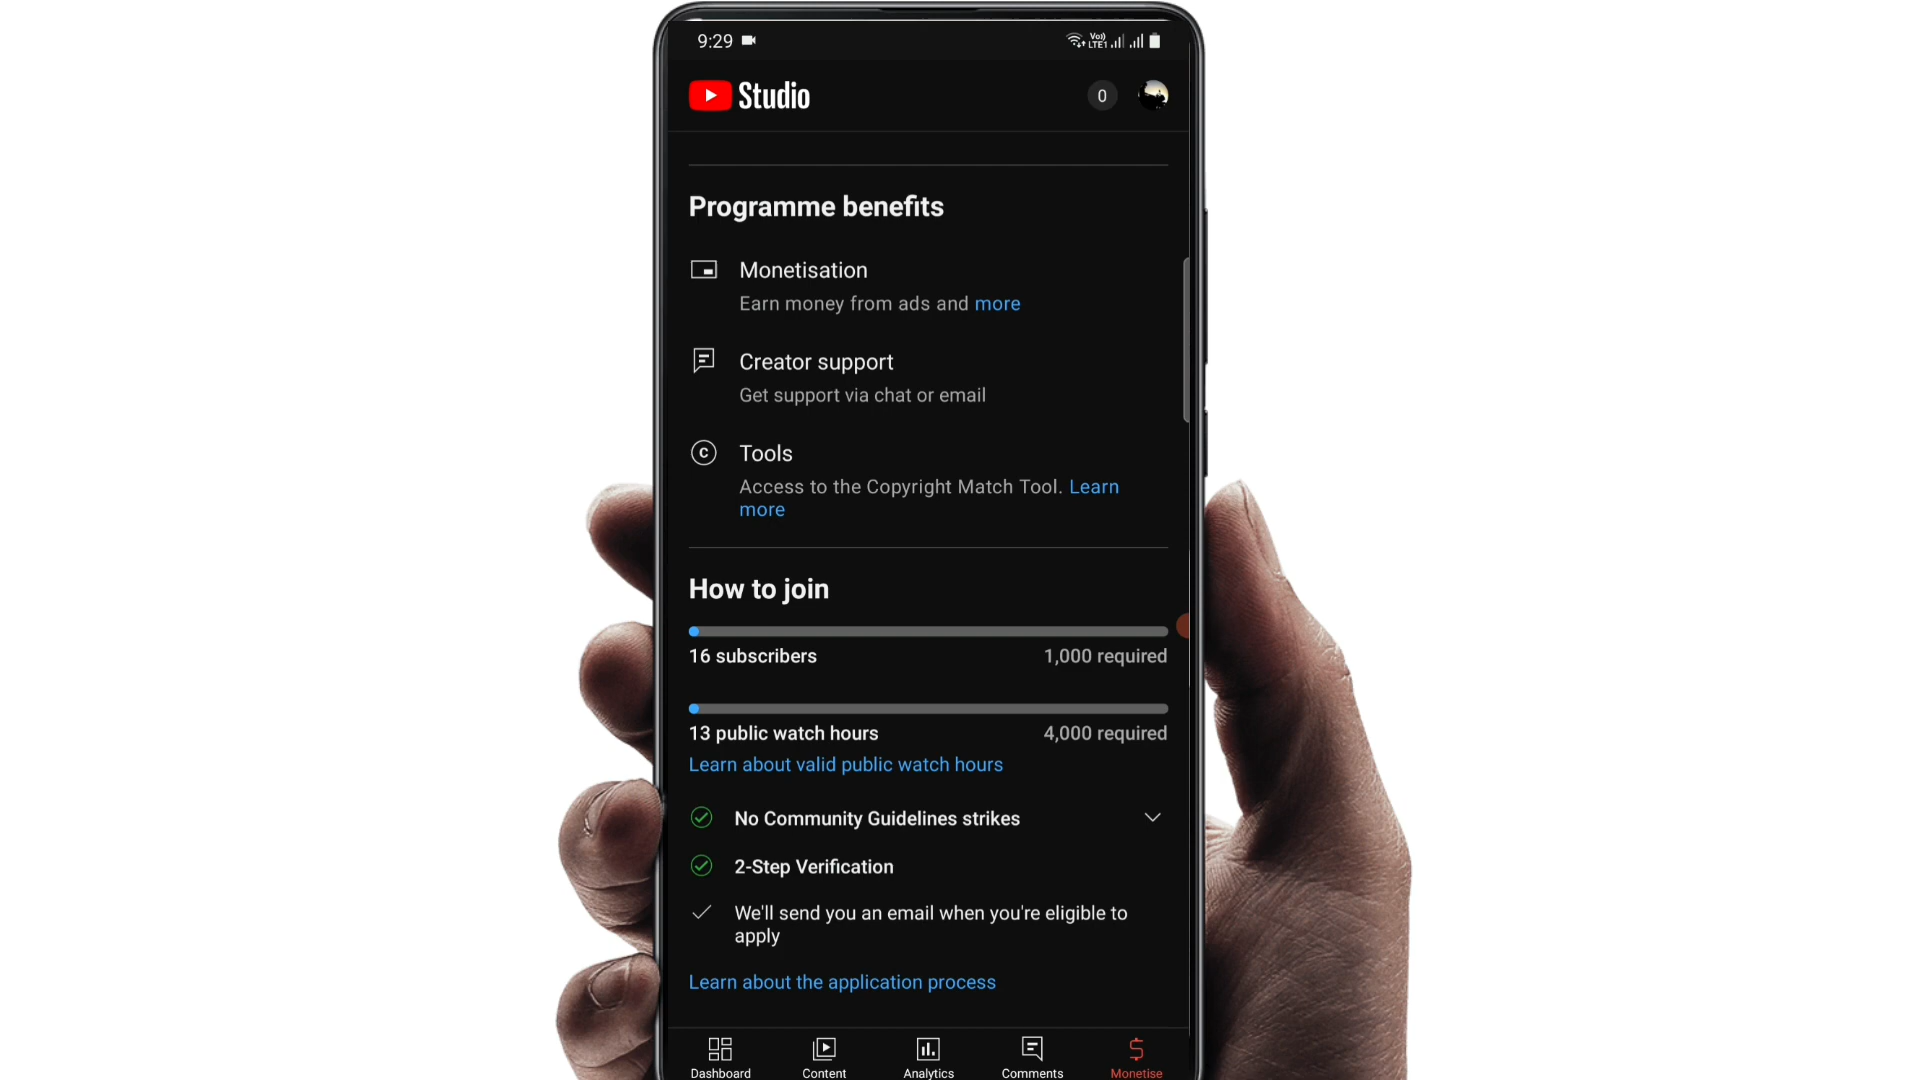 9:29
Vo))
LTE1
Studio
0
Programme benefits
Monetisation
Earn money from ads and more
Creator support
Get support via chat or email
C
Tools
Access to the Copyright Match Tool. Learn
more
How to join
16 subscribers 1,000 required
13 public watch hours 4,000 required
Learn about valid public watch hours
No Community Guidelines strikes
2-Step Verification
We'll send you an email when you're eligible to
apply
Learn about the application process
Dashboard Content Analytics Comments Monetise